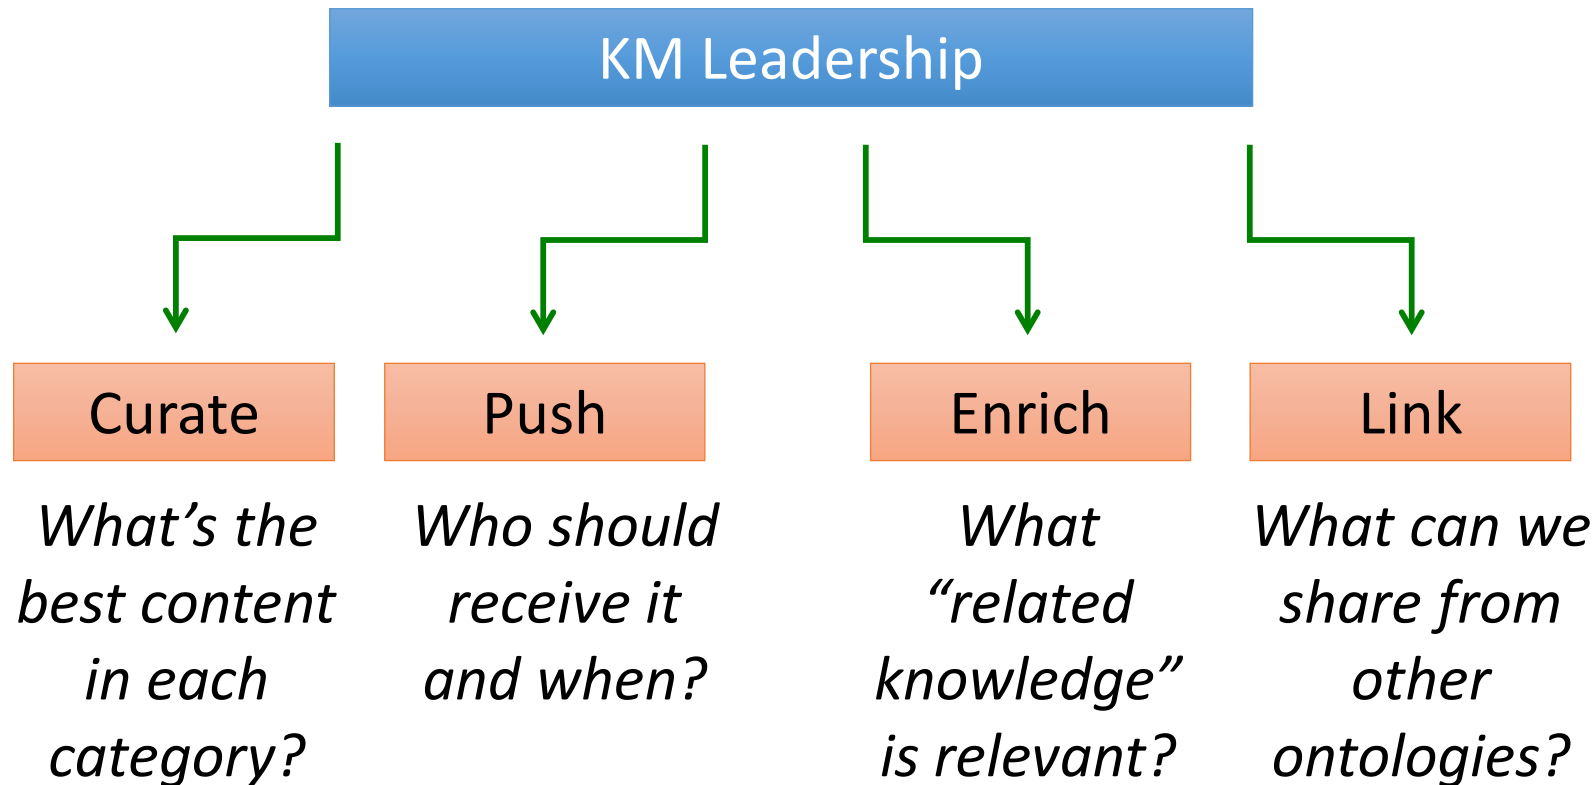 KM Leadership
Curate
Push
Enrich
Link
What’s the
best content
in each
category?
Who should
receive it
and when?
What
“related
knowledge”
is relevant?
What can we
share from
other
ontologies?